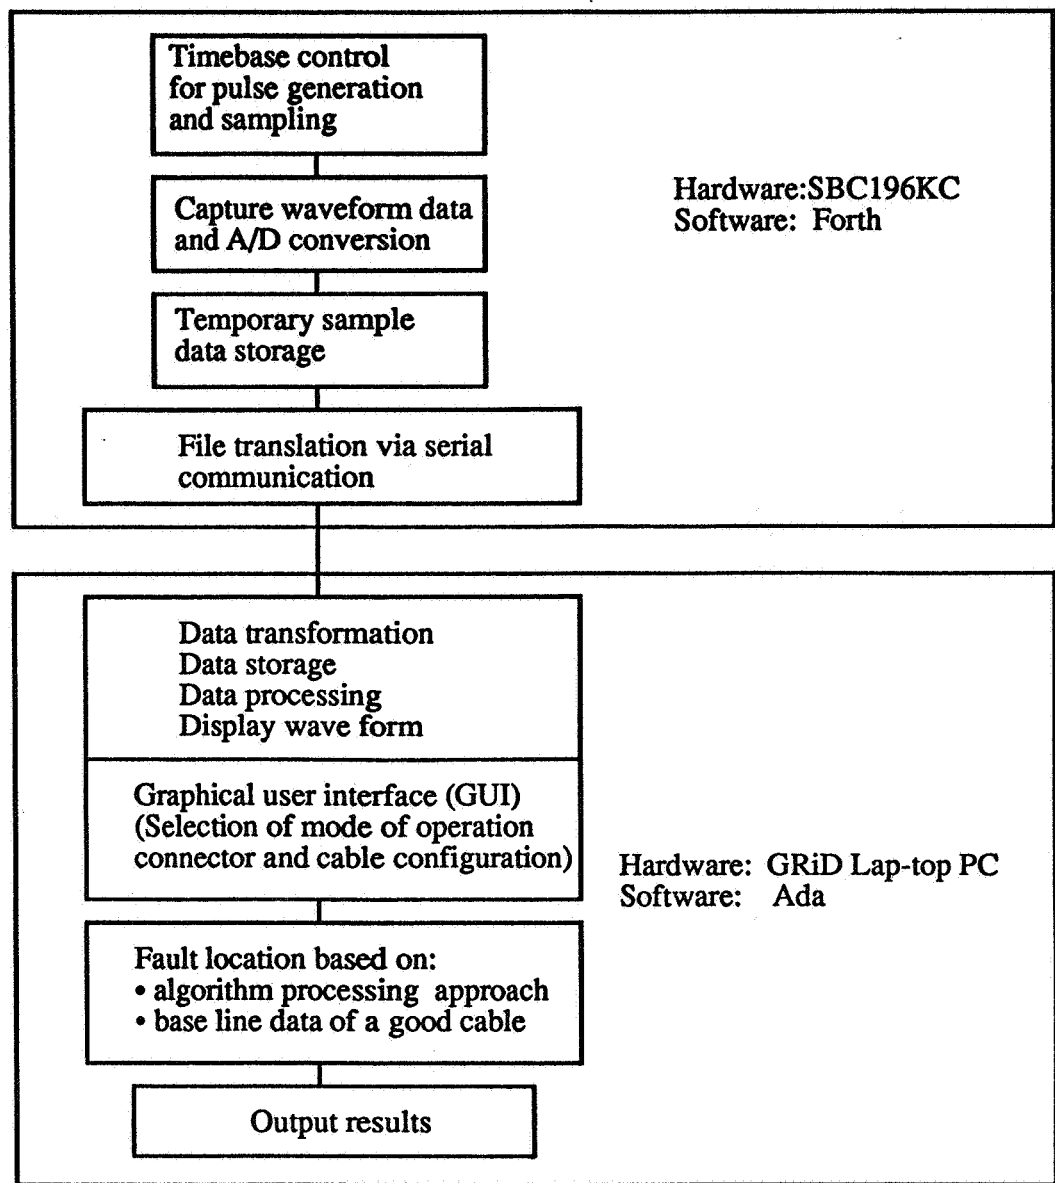 Timebase control
for pulse generation
and sampling
Capture waveform data
and A/D conversion
Hardware:SBC196KC
Software: Forth
Temporary sample
data storage
File translation via serial
communication
Data transformation
Data storage
Data processing
Display wave form
Graphical user interface (GUI)
(Selection of mode of operation
connector and cable configuration)
Hardware: GRiD Lap-top PC
Software: Ada
Fault location based on:
• algorithm processing approach
• base line data of a good cable
Output results